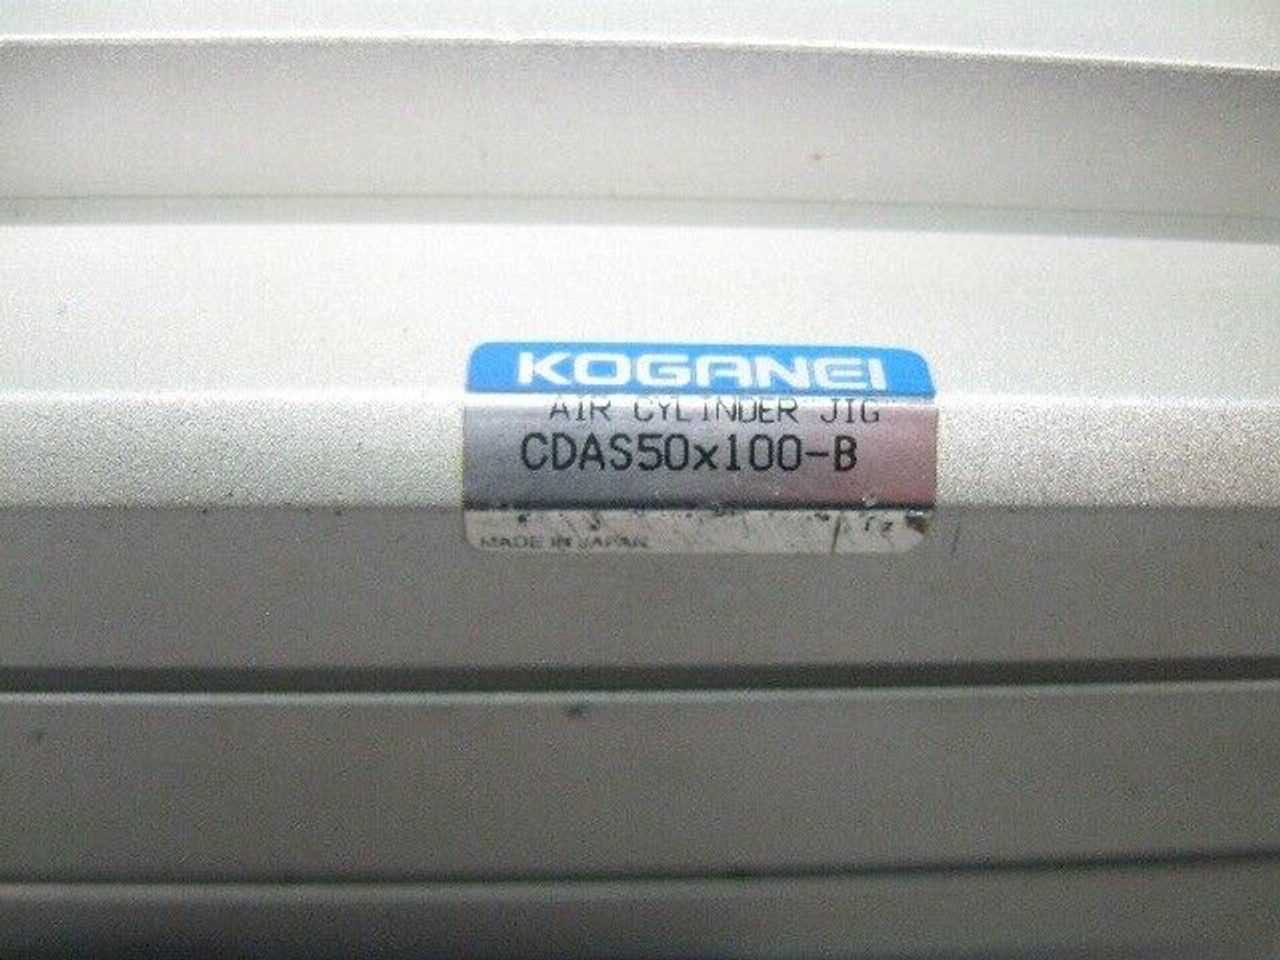 KOGANEI
AIR CYLINDER JIG
CDAS50x100-B
MADE IN JAPAN